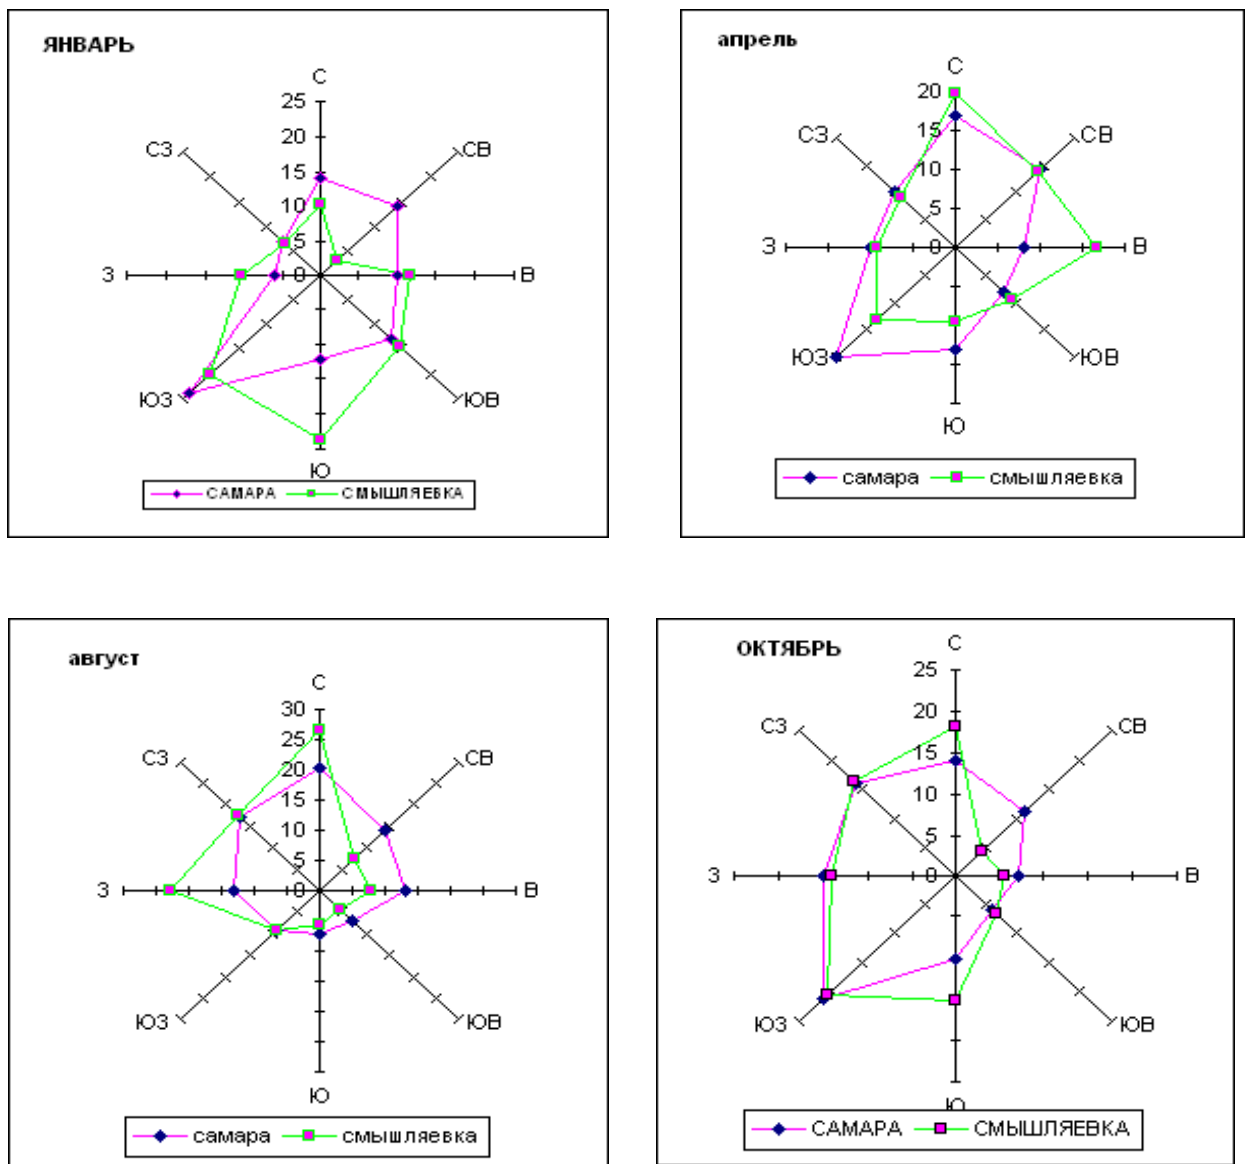 ЯНВАРЬ
С
25
20
15
10
5
0
СЗ
СВ
З
В
ЮЗ
ЮВ
Ю
САМАРА СМЫШЛЯЕВКА
апрель
С
20
15
10
5
0
СЗ
СВ
З
В
ЮЗ
ЮВ
Ю
самара смышляевка
август
С
30
25
20
15
10
5
0
СЗ
СВ
З
В
ЮЗ
ЮВ
Ю
самара смышляевка
ОКТЯБРЬ
С
25
20
15
10
5
0
СЗ
СВ
З
В
ЮЗ
ЮВ
Ю
САМАРА СМЫШЛЯЕВКА